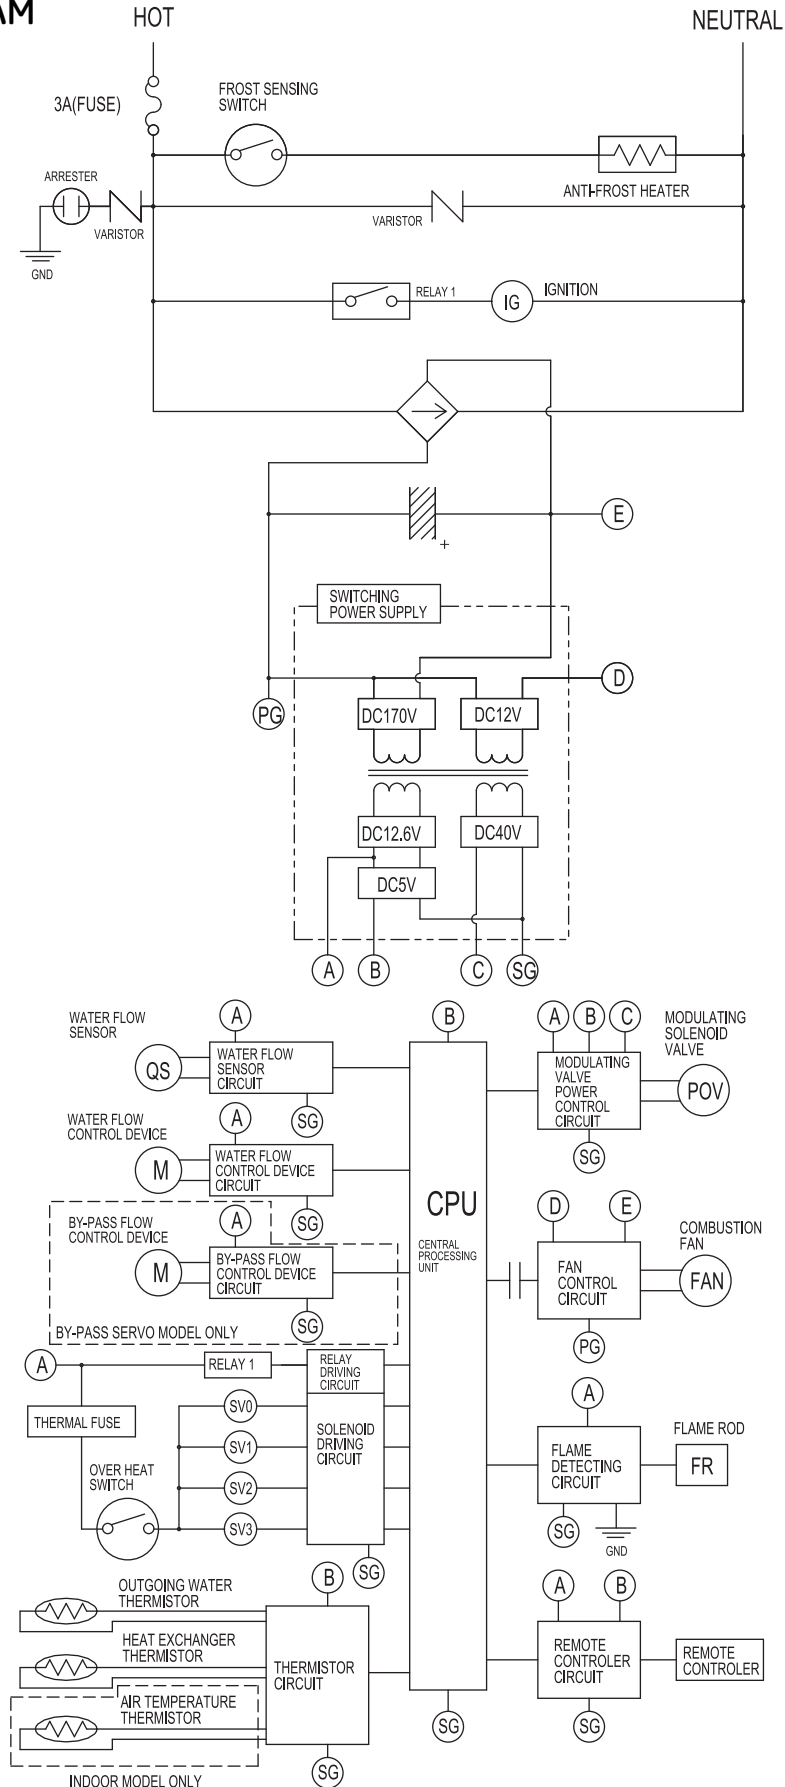 AM
HOT
NEUTRAL
3A(FUSE)
FROST SENSING
SWITCH
ARRESTER
VARISTOR
GND
VARISTOR
ANTI-FROST HEATER
RELAY 1
IG
IGNITION
E
SWITCHING
POWER SUPPLY
D
PG
DC170V
DC12V
DC12.6V
DC40V
DC5V
A
B
C
SG
WATER FLOW
SENSOR
QS
A
WATER FLOW
SENSOR
CIRCUIT
SG
WATER FLOW
CONTROL DEVICE
M
A
WATER FLOW
CONTROL DEVICE
CIRCUIT
SG
BY-PASS FLOW
CONTROL DEVICE
M
A
BY-PASS FLOW
CONTROL DEVICE
CIRCUIT
SG
BY-PASS SERVO MODEL ONLY
A
RELAY 1
RELAY
DRIVING
CIRCUIT
THERMAL FUSE
OVER HEAT
SWITCH
SV0
SV1
SV2
SV3
SOLENOID
DRIVING
CIRCUIT
SG
OUTGOING WATER
THERMISTOR
HEAT EXCHANGER
THERMISTOR
AIR TEMPERATURE
THERMISTOR
INDOOR MODEL ONLY
B
THERMISTOR
CIRCUIT
SG
B
CPU
CENTRAL
PROCESSING
UNIT
SG
A
B
C
MODULATING
VALVE
POWER
CONTROL
CIRCUIT
SG
MODULATING
SOLENOID
VALVE
POV
D
E
FAN
CONTROL
CIRCUIT
PG
COMBUSTION
FAN
FAN
A
FLAME
DETECTING
CIRCUIT
SG
GND
FLAME ROD
FR
A
B
REMOTE
CONTROLER
CIRCUIT
SG
REMOTE
CONTROLER